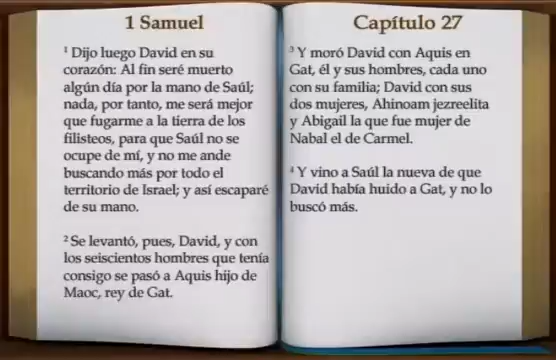 1 Samuel
¹ Dijo luego David en su
corazón: Al fin seré muerto
algún día por la mano de Saúl;
nada, por tanto, me será mejor
que fugarme a la tierra de los
filisteos, para que Saúl no se
ocupe de mí, y no me ande
buscando más por todo el
territorio de Israel; y así escaparé
de su mano.
² Se levantó, pues, David, y con
los seiscientos hombres que tenía
consigo se pasó a Aquis hijo de
Maoc, rey de Gat.
Capítulo 27
³ Y moró David con Aquis en
Gat, él y sus hombres, cada uno
con su familia; David con sus
dos mujeres, Ahinoam jezreelita
y Abigail la que fue mujer de
Nabal el de Carmel.
⁴ Y vino a Saúl la nueva de que
David había huido a Gat, y no lo
buscó más.